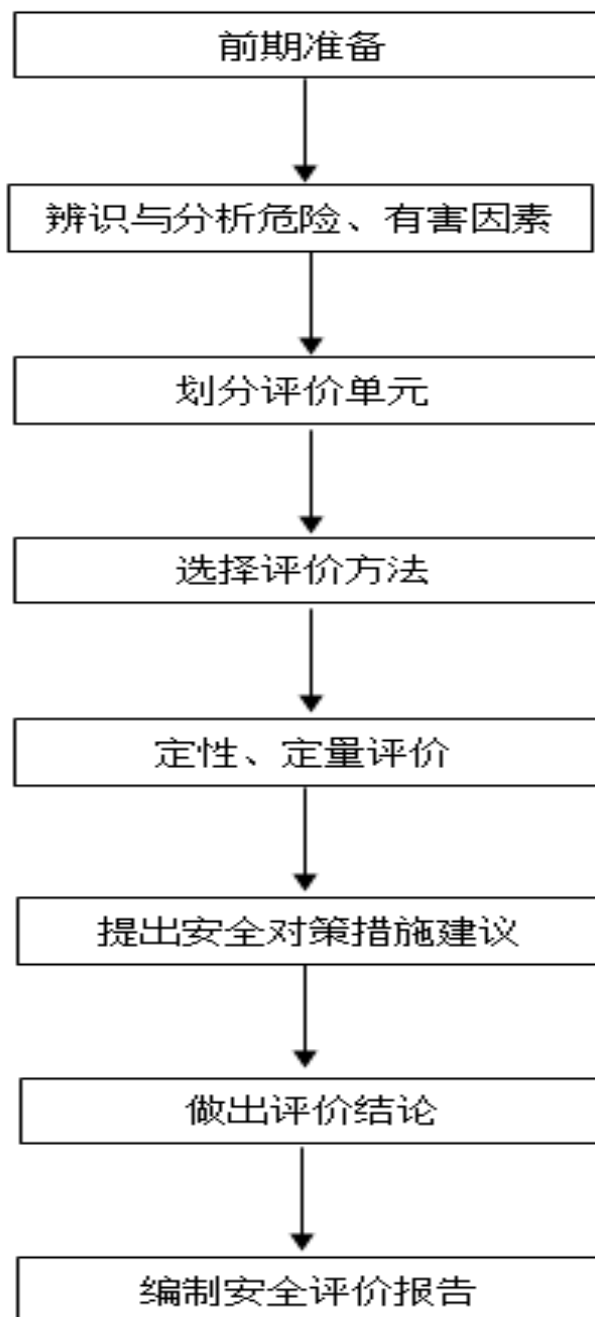 前期准备
辨识与分析危险、有害因素
划分评价单元
选择评价方法
定性、定量评价
提出安全对策措施建议
做出评价结论
编制安全评价报告